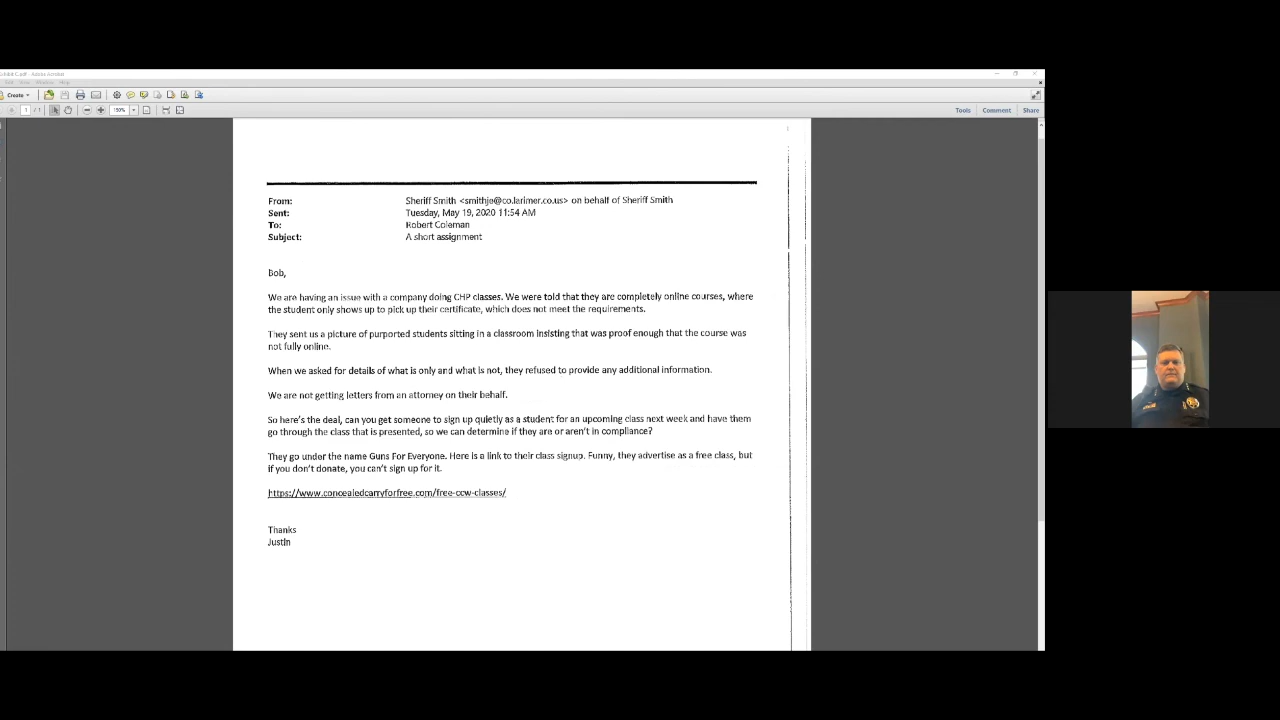 Create
1 / 1
150%
Tools
Comment
Share
From: Sheriff Smith <smithje@co.larimer.co.us> on behalf of Sheriff Smith
Sent: Tuesday, May 19, 2020 11:54 AM
To: Robert Coleman
Subject: A short assignment
Bob,
We are having an issue with a company doing CHP classes. We were told that they are completely online courses, where
the student only shows up to pick up their certificate, which does not meet the requirements.
They sent us a picture of purported students sitting in a classroom insisting that was proof enough that the course was
not fully online.
When we asked for details of what is only and what is not, they refused to provide any additional information.
We are not getting letters from an attorney on their behalf.
So here's the deal, can you get someone to sign up quietly as a student for an upcoming class next week and have them
go through the class that is presented, so we can determine if they are or aren't in compliance?
They go under the name Guns For Everyone. Here is a link to their class signup. Funny, they advertise as a free class, but
if you don't donate, you can't sign up for it.
https://www.concealedcarryforfree.com/free-ccw-classes/
Thanks
Justin